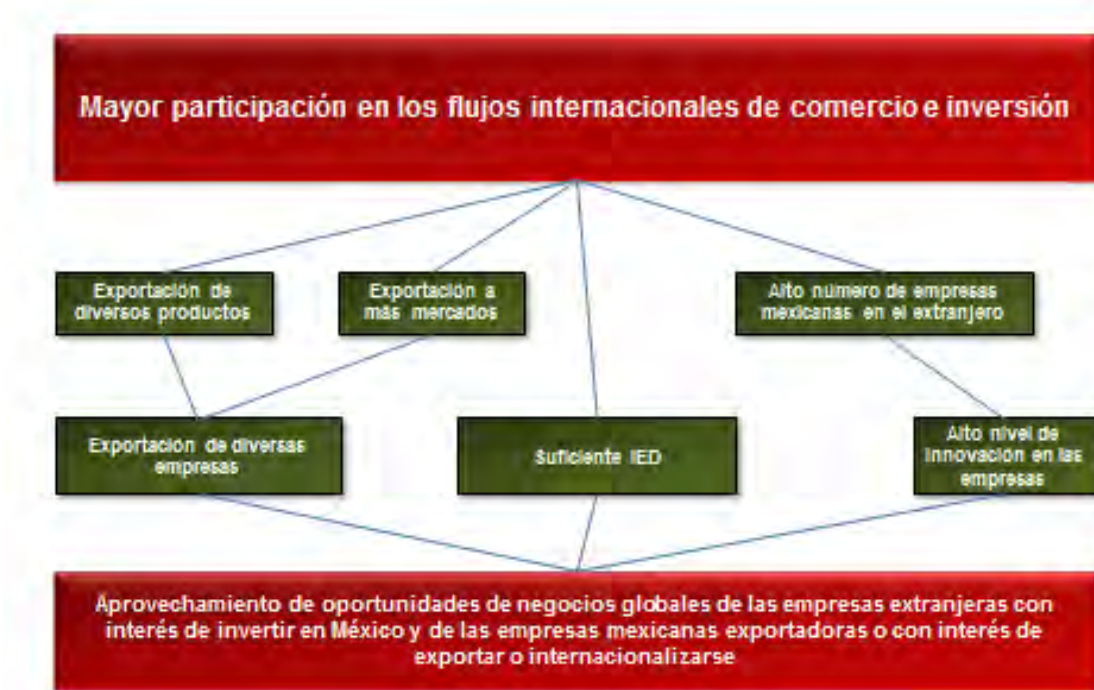 Mayor participación en los flujos internacionales de comercio e inversión
Exportación de
diversos productos
Exportación a
más mercados
Alto número de empresas
mexicanas en el extranjero
Exportación de diversas
empresas
Suficiente IED
Alto nivel de
innovación en las
empresas
Aprovechamiento de oportunidades de negocios globales de las empresas extranjeras con
interés de invertir en México y de las empresas mexicanas exportadoras o con interés de
exportar o internacionalizarse